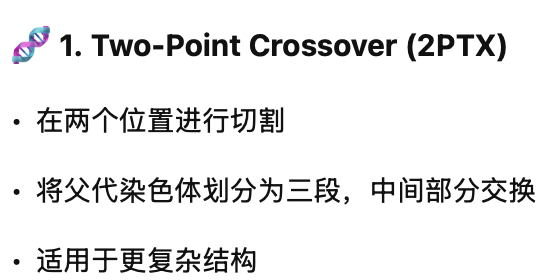 🧬 1. Two-Point Crossover (2PTX)
• 在两个位置进行切割
• 将父代染色体划分为三段，中间部分交换
• 适用于更复杂结构